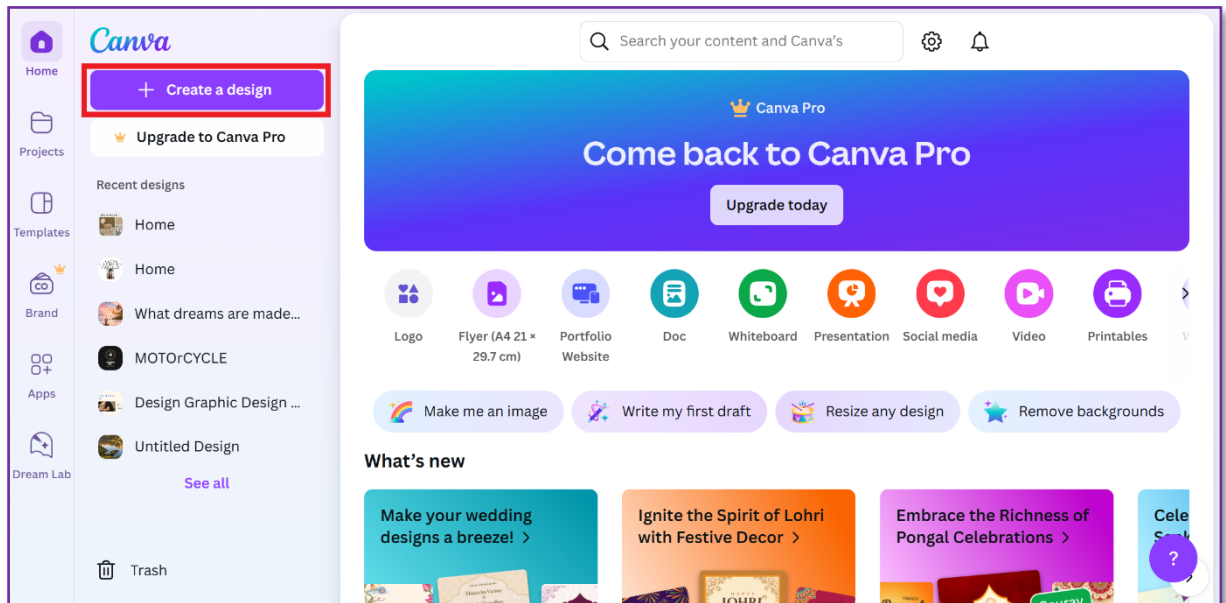 Canva
Search your content and Canva's
Home
Create a design
Upgrade to Canva Pro
Projects
Recent designs
Templates
Home
Home
Brand
What dreams are made...
MOTOrCYCLE
Apps
Design Graphic Design ...
Untitled Design
Dream Lab
See all
Trash
Canva Pro
Come back to Canva Pro
Upgrade today
Logo
Flyer (A4 21 ×
29.7 cm)
Portfolio
Website
Doc
Whiteboard
Presentation
Social media
Video
Printables
Make me an image
Write my first draft
Resize any design
Remove backgrounds
What's new
Make your wedding
designs a breeze! >
Ignite the Spirit of Lohri
with Festive Decor >
Embrace the Richness of
Pongal Celebrations >
Cele
?